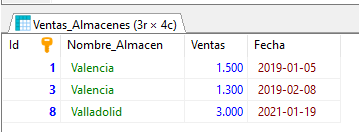 Ventas_Almacenes (3r × 4c)
Id Nombre_Almacen Ventas Fecha
1 Valencia 1.500 2019-01-05
3 Valencia 1.300 2019-02-08
8 Valladolid 3.000 2021-01-19